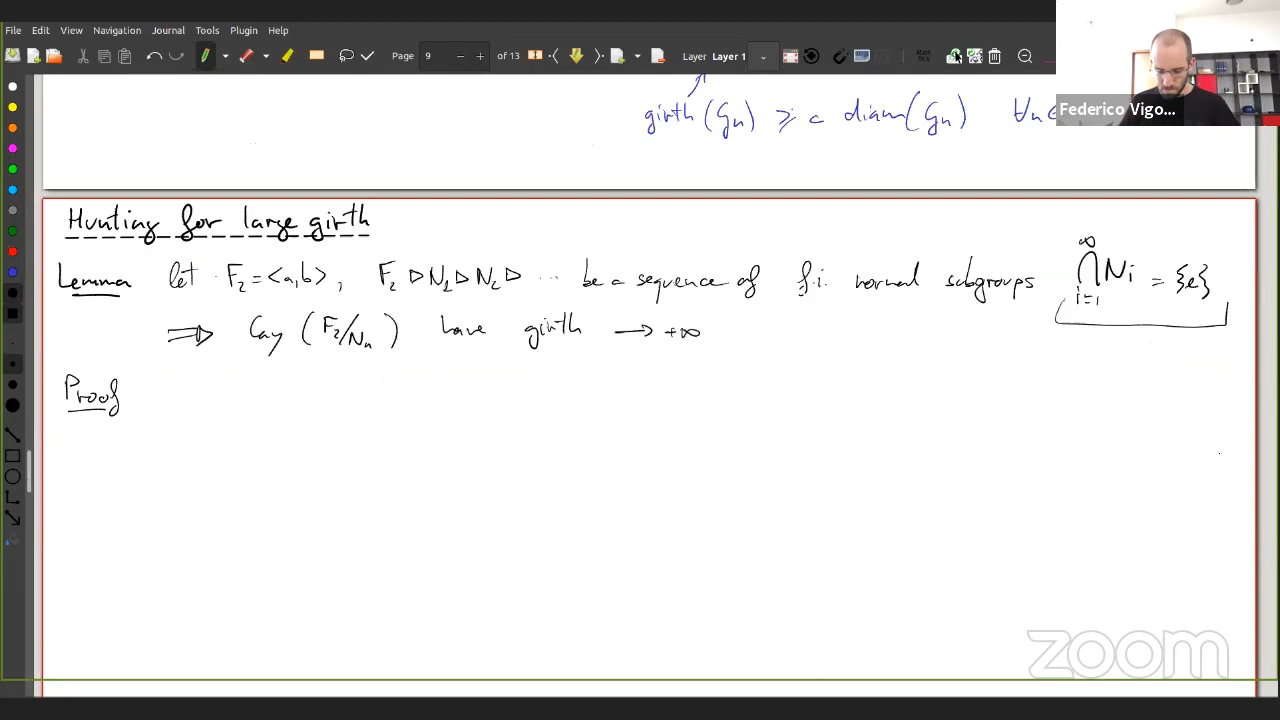 File Edit View Navigation Journal Tools Plugin Help
Page 9 of 13 Layer Layer 1
Federico Vigo...
girth (Gn) ⩾ c diam (Gn) ∀n ∈
Hunting for large girth
Lemma let F₂ = <a,b> , F₂ ▷ N₁ ▷ N₂ ▷ ... be a sequence of f.i. normal subgroups ∞ ⋂ i=1 Ni = {e}
⟹ Cay (F₂/Nn) have girth → +∞
Proof
zoom